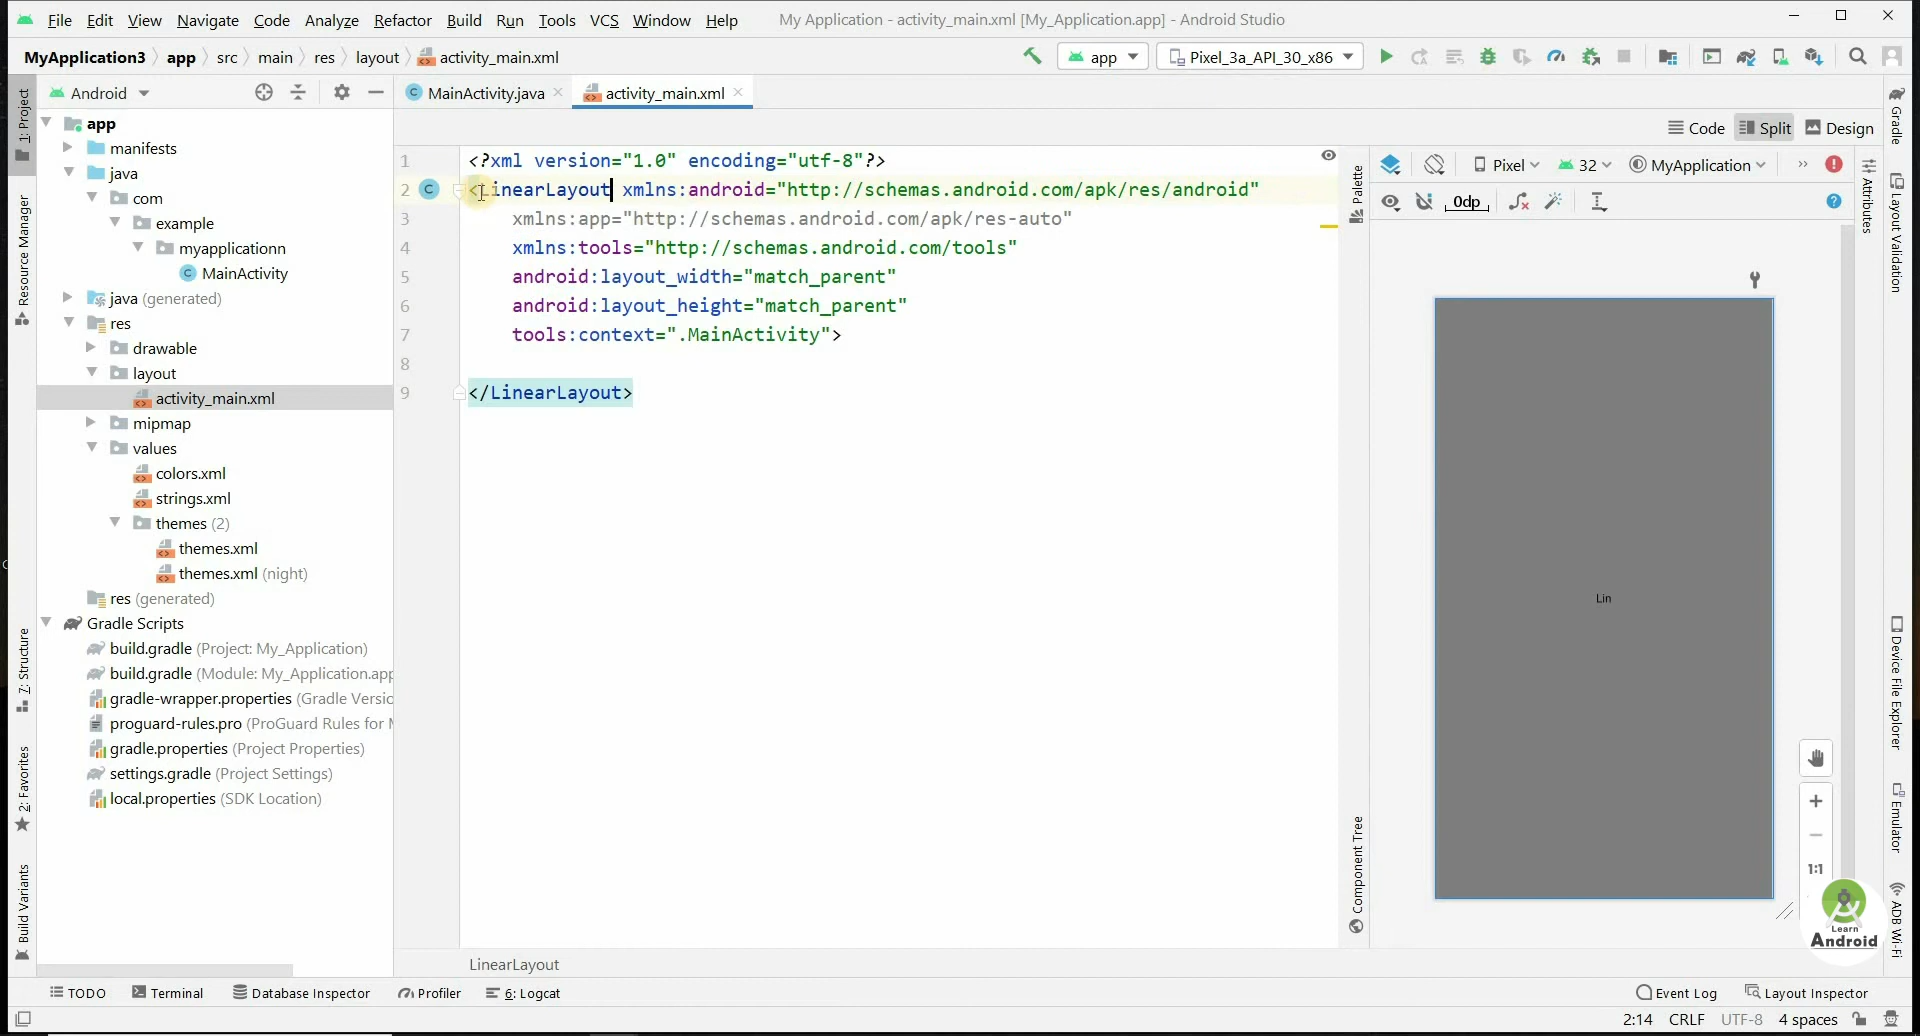 File Edit View Navigate Code Analyze Refactor Build Run Tools VCS Window Help My Application - activity_main.xml [My_Application.app] - Android Studio
MyApplication3 app src main res layout activity_main.xml app Pixel_3a_API_30_x86
Android MainActivity.java activity_main.xml
Code Split Design
1: Project
Resource Manager
7: Structure
2: Favorites
Build Variants
app
manifests
java
com
example
myapplicationn
MainActivity
java (generated)
res
drawable
layout
activity_main.xml
mipmap
values
colors.xml
strings.xml
themes (2)
themes.xml
themes.xml (night)
res (generated)
Gradle Scripts
build.gradle (Project: My_Application)
build.gradle (Module: My_Application.app
gradle-wrapper.properties (Gradle Versio
proguard-rules.pro (ProGuard Rules for
gradle.properties (Project Properties)
settings.gradle (Project Settings)
local.properties (SDK Location)
1 <?xml version="1.0" encoding="utf-8"?>
2 <LinearLayout xmlns:android="http://schemas.android.com/apk/res/android"
3 xmlns:app="http://schemas.android.com/apk/res-auto"
4 xmlns:tools="http://schemas.android.com/tools"
5 android:layout_width="match_parent"
6 android:layout_height="match_parent"
7 tools:context=".MainActivity">
8
9 </LinearLayout>
LinearLayout
Palette
Component Tree
Pixel 32 MyApplication
0dp
Lin
1:1
Attributes
Gradle
Layout Validation
Device File Explorer
Emulator
ADB Wi-Fi
Learn
Android
TODO Terminal Database Inspector Profiler 6: Logcat Event Log Layout Inspector
2:14 CRLF UTF-8 4 spaces